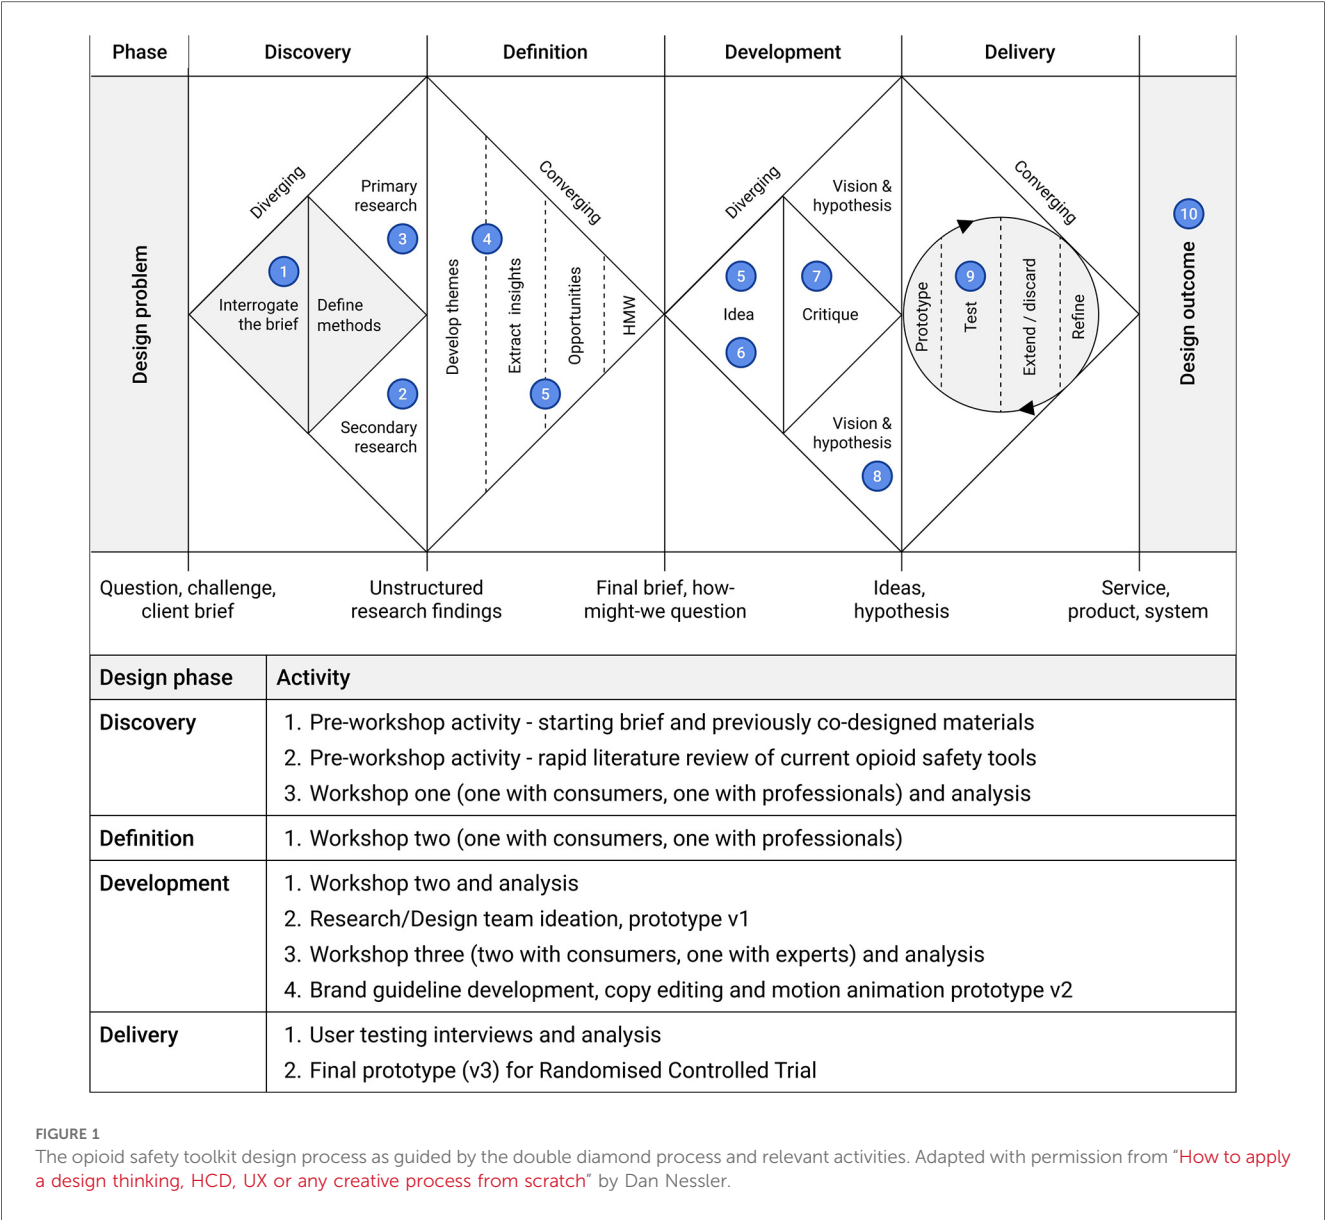 Phase
Discovery
Definition
Development
Delivery
Design problem
Diverging
1
Interrogate
the brief
Define
methods
Primary
research
3
2
Secondary
research
Converging
4
Develop themes
Extract insights
Opportunities
HMW
5
Diverging
5
Idea
6
7
Critique
Vision &
hypothesis
Vision &
hypothesis
8
Converging
Prototype
9
Test
Extend / discard
Refine
10
Design outcome
Question, challenge,
client brief
Unstructured
research findings
Final brief, how-
might-we question
Ideas,
hypothesis
Service,
product, system
Design phase
Activity
Discovery
1. Pre-workshop activity - starting brief and previously co-designed materials
2. Pre-workshop activity - rapid literature review of current opioid safety tools
3. Workshop one (one with consumers, one with professionals) and analysis
Definition
1. Workshop two (one with consumers, one with professionals)
Development
1. Workshop two and analysis
2. Research/Design team ideation, prototype v1
3. Workshop three (two with consumers, one with experts) and analysis
4. Brand guideline development, copy editing and motion animation prototype v2
Delivery
1. User testing interviews and analysis
2. Final prototype (v3) for Randomised Controlled Trial
FIGURE 1
The opioid safety toolkit design process as guided by the double diamond process and relevant activities. Adapted with permission from “How to apply
a design thinking, HCD, UX or any creative process from scratch” by Dan Nessler.